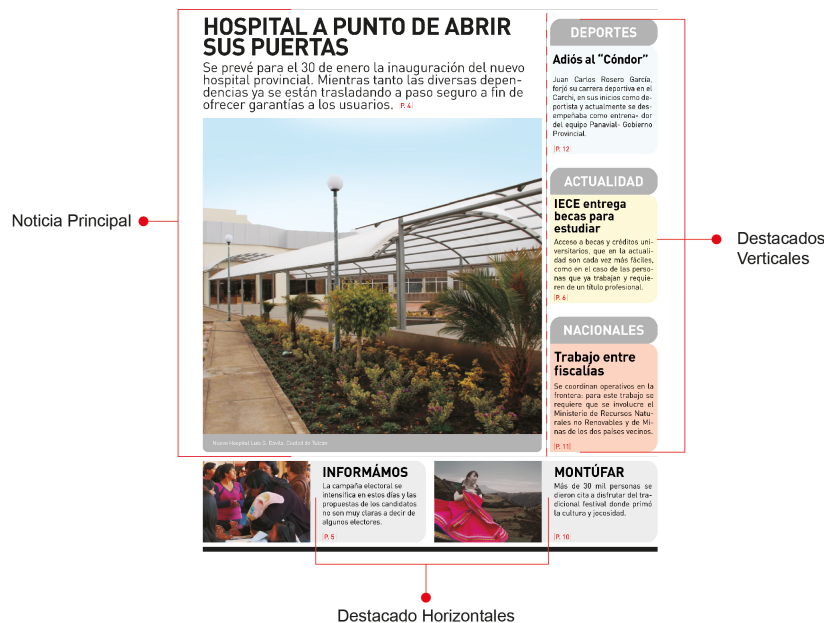 HOSPITAL A PUNTO DE ABRIR
SUS PUERTAS
Se prevé para el 30 de enero la inauguración del nuevo
hospital provincial. Mientras tanto las diversas depen-
dencias ya se están trasladando a paso seguro a fin de
ofrecer garantías a los usuarios. |P. 4|
Nuevo Hospital Luis G. Dávila. Ciudad de Tulcán.
Noticia Principal
DEPORTES
Adiós al “Cóndor”
Juan Carlos Rosero García,
forjó su carrera deportiva en el
Carchi, en sus inicios como de-
portista y actualmente se des-
empeñaba como entrena- dor
del equipo Panavial- Gobierno
Provincial.
|P. 12|
ACTUALIDAD
IECE entrega
becas para
estudiar
Acceso a becas y créditos uni-
versitarios, que en la actuali-
dad son cada vez más fáciles,
como en el caso de las perso-
nas que ya trabajan y requie-
ren de un título profesional.
|P. 6|
NACIONALES
Trabajo entre
fiscalías
Se coordinan operativos en la
frontera: para este trabajo se
requiere que se involucre el
Ministerio de Recursos Natu-
rales no Renovables y de Mi-
nas de los dos países vecinos.
|P. 11|
Destacados
Verticales
INFORMÁMOS
La campaña electoral se
intensifica en estos días y las
propuestas de los candidatos
no son muy claras a decir de
algunos electores.
|P. 5|
MONTÚFAR
Más de 30 mil personas se
dieron cita a disfrutar del tra-
dicional festival donde primó
la cultura y jocosidad.
|P. 10|
Destacado Horizontales